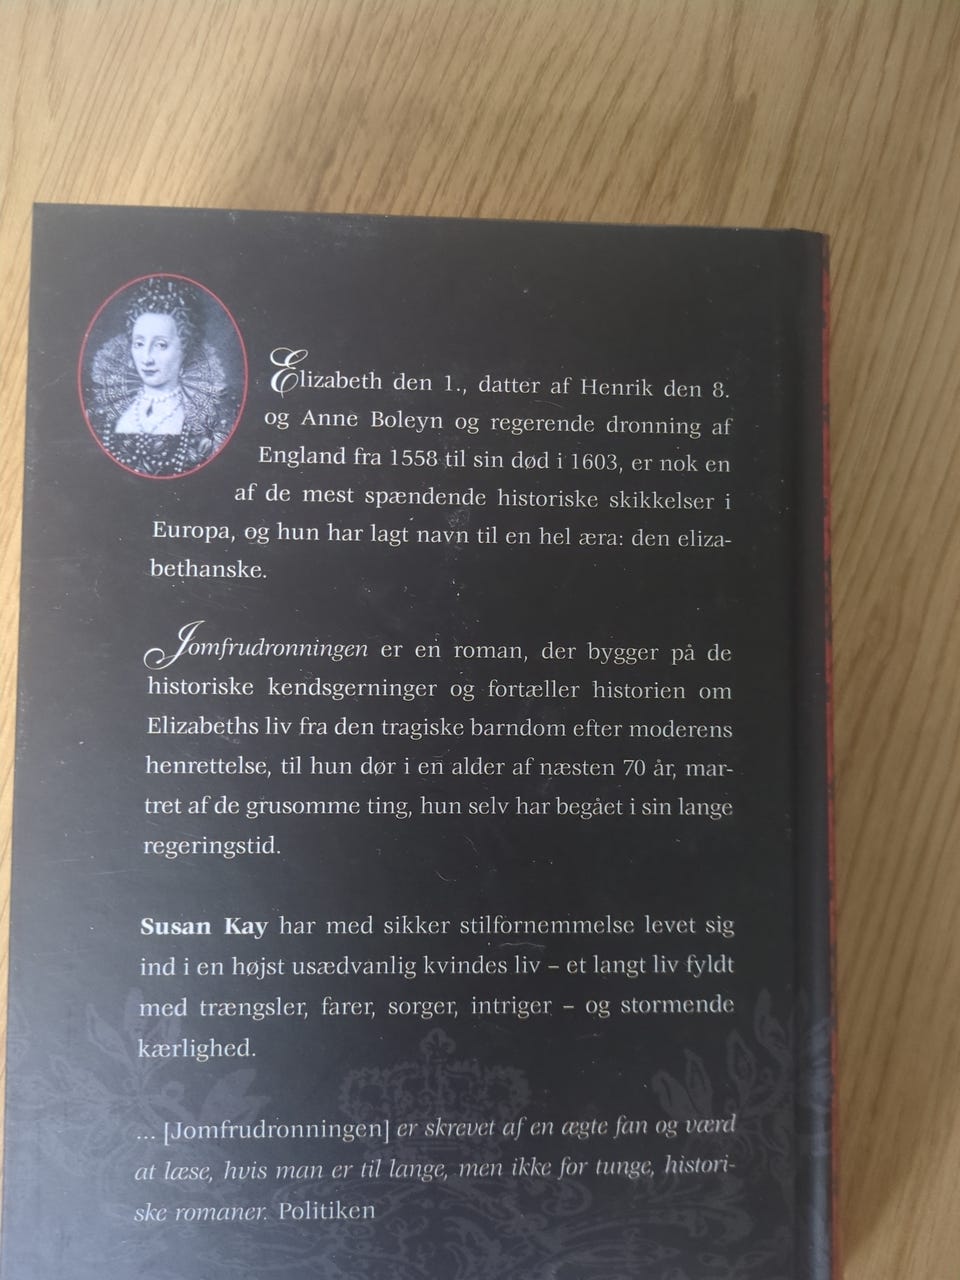 Elizabeth den 1., datter af Henrik den 8.
og Anne Boleyn og regerende dronning af
England fra 1558 til sin død i 1603, er nok en
af de mest spændende historiske skikkelser i
Europa, og hun har lagt navn til en hel æra: den eliza-
bethanske.
Jomfrudronningen er en roman, der bygger på de
historiske kendsgerninger og fortæller historien om
Elizabeths liv fra den tragiske barndom efter moderens
henrettelse, til hun dør i en alder af næsten 70 år, mar-
tret af de grusomme ting, hun selv har begået i sin lange
regeringstid.
Susan Kay har med sikker stilfornemmelse levet sig
ind i en højst usædvanlig kvindes liv – et langt liv fyldt
med trængsler, farer, sorger, intriger – og stormende
kærlighed.
... [Jomfrudronningen] er skrevet af en ægte fan og værd
at læse, hvis man er til lange, men ikke for tunge, histori-
ske romaner. Politiken